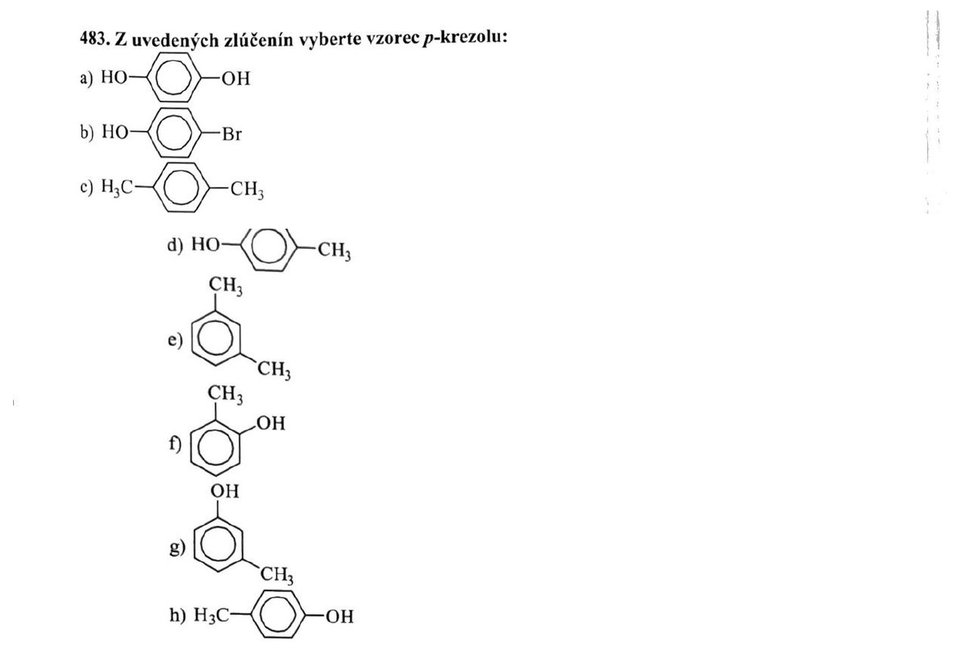 483. Z uvedených zlúčenín vyberte vzorec p-krezolu:
a) HO OH
b) HO Br
c) H₃C CH₃
d) HO CH₃
CH₃
e)
CH₃
CH₃
OH
f)
OH
g)
CH₃
h) H₃C OH